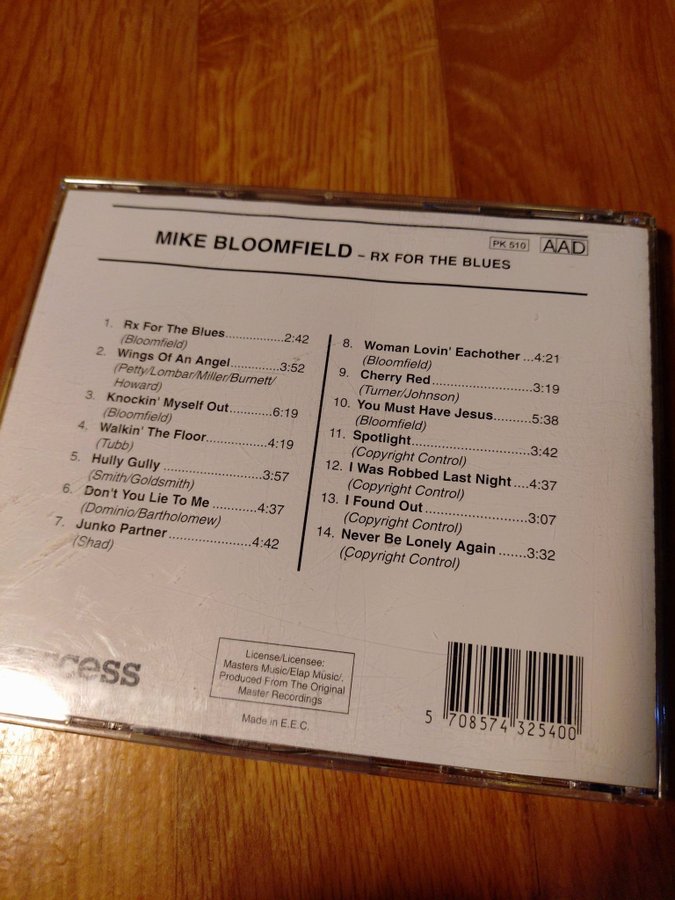 MIKE BLOOMFIELD – RX FOR THE BLUES
PK 510
AAD
1. Rx For The Blues...............2:42
(Bloomfield)
2. Wings Of An Angel.............3:52
(Petty/Lombar/Miller/Burnett/
Howard)
3. Knockin' Myself Out...........6:19
(Bloomfield)
4. Walkin' The Floor................4:19
(Tubb)
5. Hully Gully .........................3:57
(Smith/Goldsmith)
6. Don't You Lie To Me ...........4:37
(Dominio/Bartholomew)
7. Junko Partner .....................4:42
(Shad)
8. Woman Lovin' Eachother ...4:21
(Bloomfield)
9. Cherry Red.........................3:19
(Turner/Johnson)
10. You Must Have Jesus.........5:38
(Bloomfield)
11. Spotlight.............................3:42
(Copyright Control)
12. I Was Robbed Last Night ....4:37
(Copyright Control)
13. I Found Out ........................3:07
(Copyright Control)
14. Never Be Lonely Again .......3:32
(Copyright Control)
License/Licensee:
Masters Music/Elap Music/.
Produced From The Original
Master Recordings
Made in E.E.C.
5 708574 325400